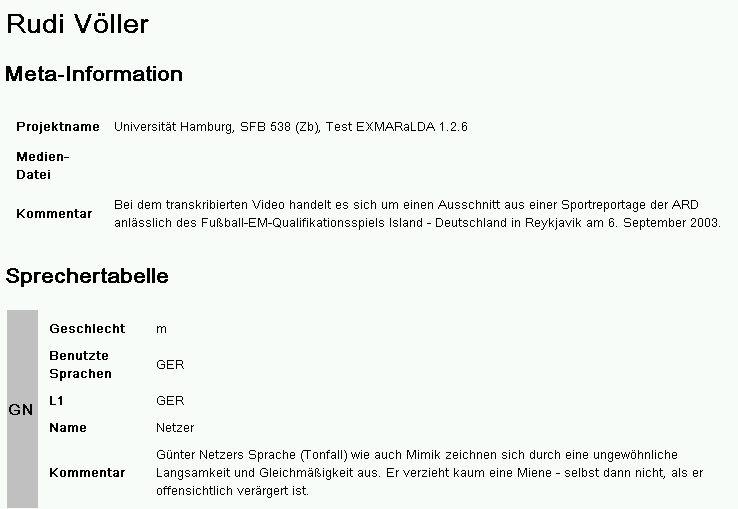 Rudi Völler
Meta-Information
Projektname Universität Hamburg, SFB 538 (Zb), Test EXMARaLDA 1.2.6
Medien-
Datei
Kommentar Bei dem transkribierten Video handelt es sich um einen Ausschnitt aus einer Sportreportage der ARD
anlässlich des Fußball-EM-Qualifikationsspiels Island - Deutschland in Reykjavik am 6. September 2003.
Sprechertabelle
GN
Geschlecht m
Benutzte
Sprachen GER
L1 GER
Name Netzer
Kommentar Günter Netzers Sprache (Tonfall) wie auch Mimik zeichnen sich durch eine ungewöhnliche
Langsamkeit und Gleichmäßigkeit aus. Er verzieht kaum eine Miene - selbst dann nicht, als er
offensichtlich verärgert ist.